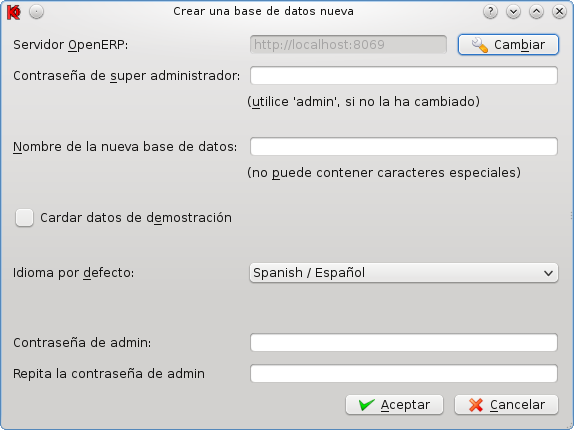 Crear una base de datos nueva
Servidor OpenERP: http://localhost:8069 Cambiar
Contraseña de super administrador:
(utilice 'admin', si no la ha cambiado)
Nombre de la nueva base de datos:
(no puede contener caracteres especiales)
Cardar datos de demostración
Idioma por defecto: Spanish / Español
Contraseña de admin:
Repita la contraseña de admin
Aceptar Cancelar